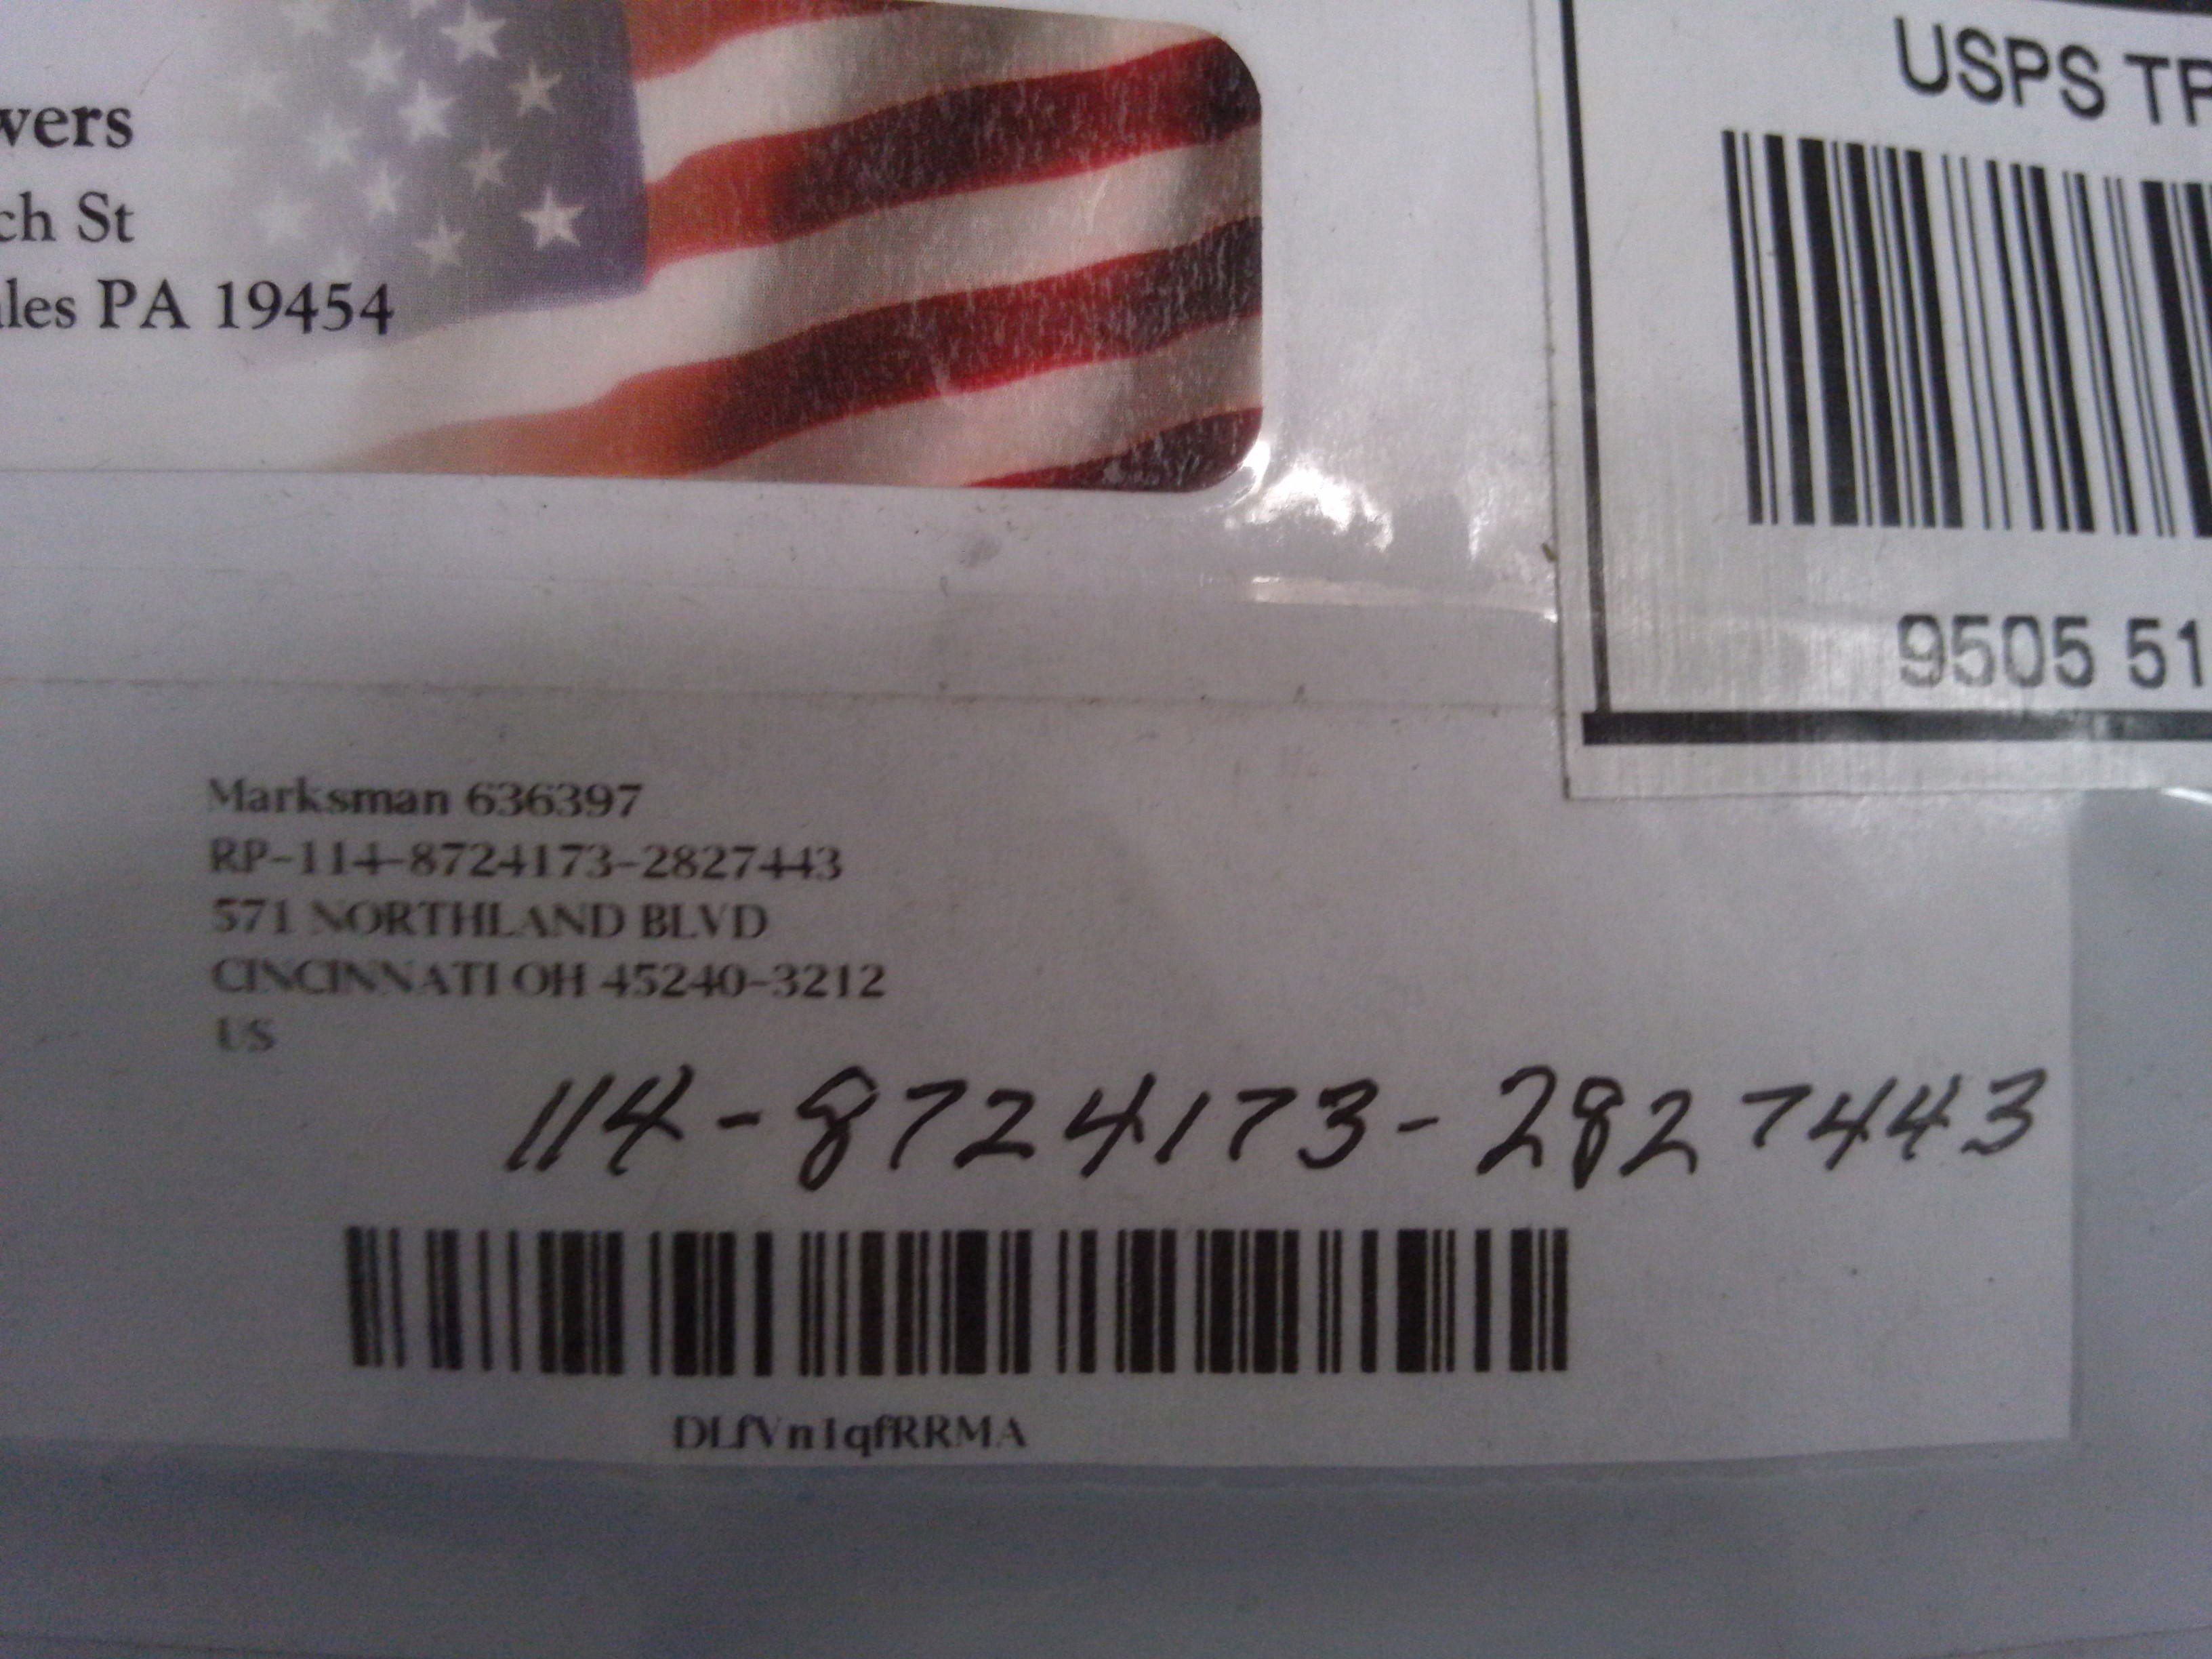 wers
ch St
ales PA 19454
USPS TR
9505 51
Marksman 636397
RP-114-8724173-2827443
571 NORTHLAND BLVD
CINCINNATI OH 45240-3212
US
114-8724173-2827443
DLfVn1qfRRMA